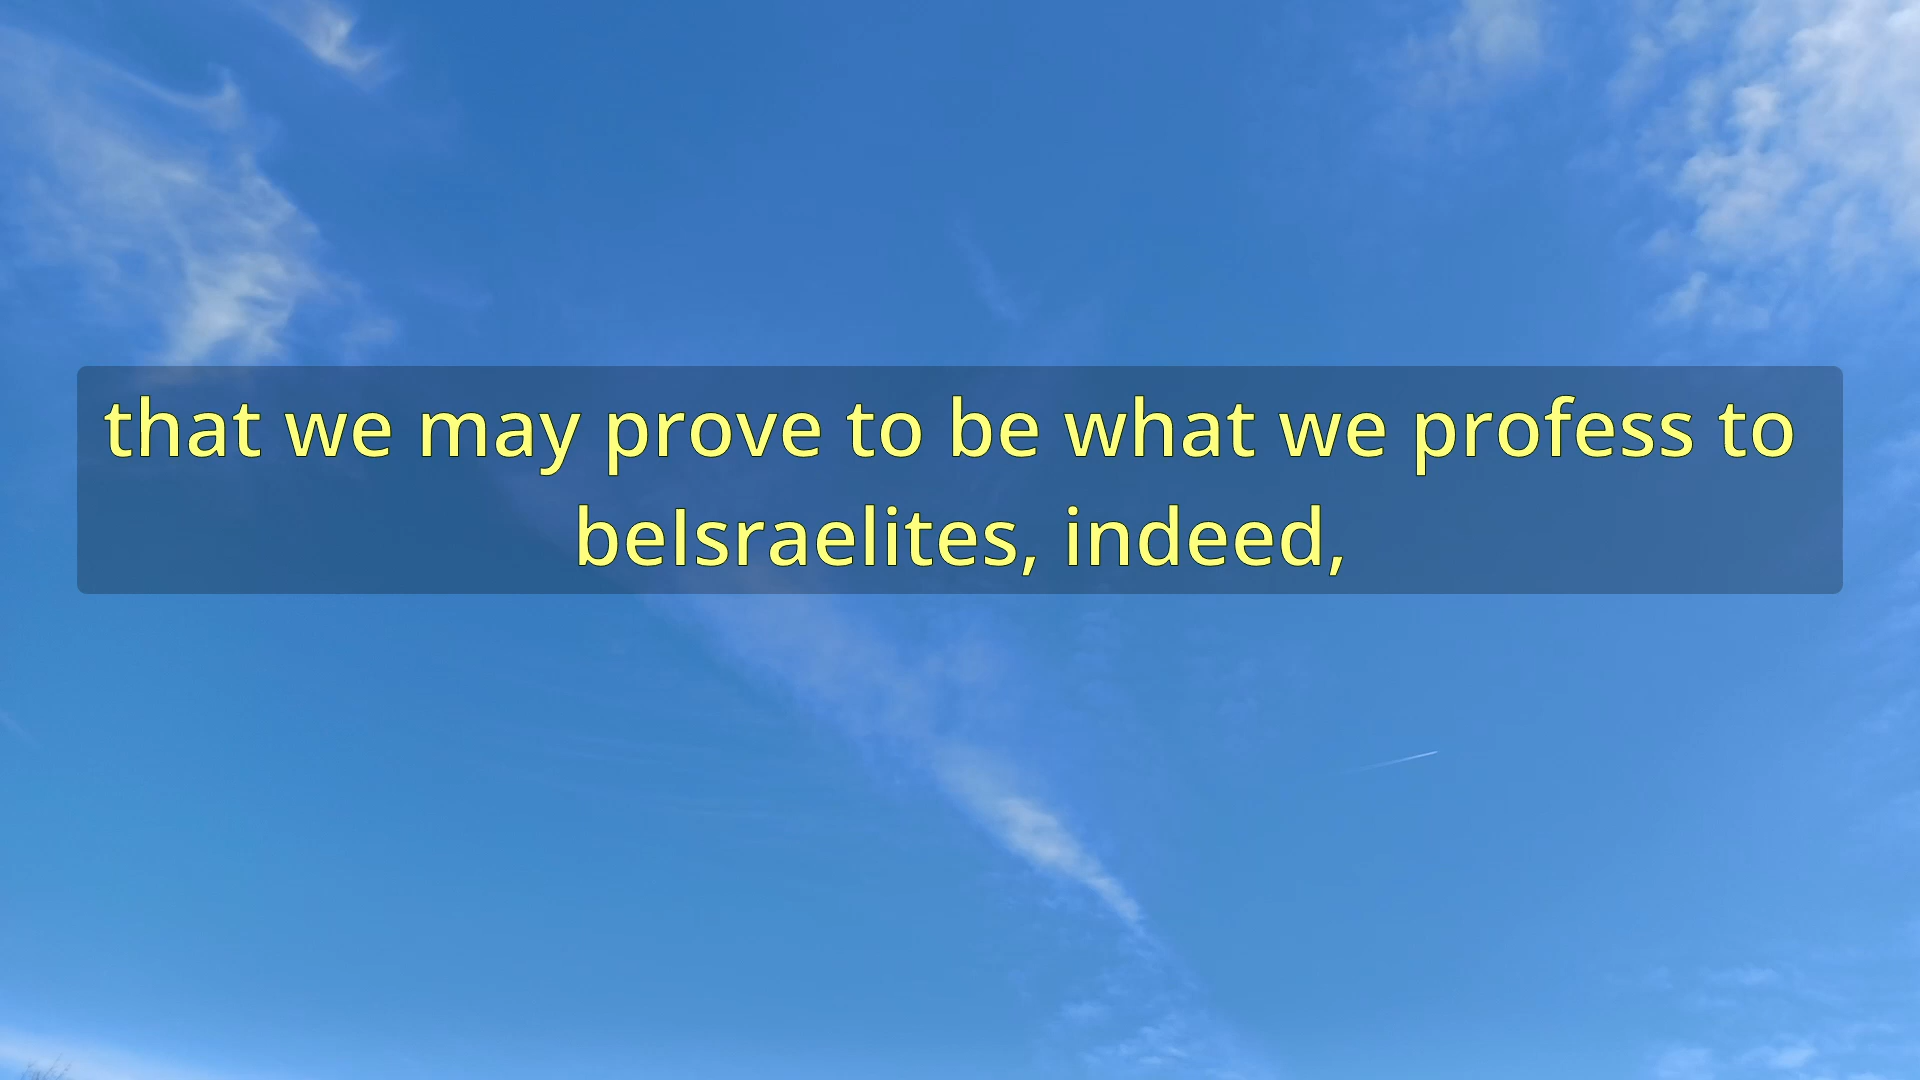 that we may prove to be what we profess to
beIsraelites, indeed,